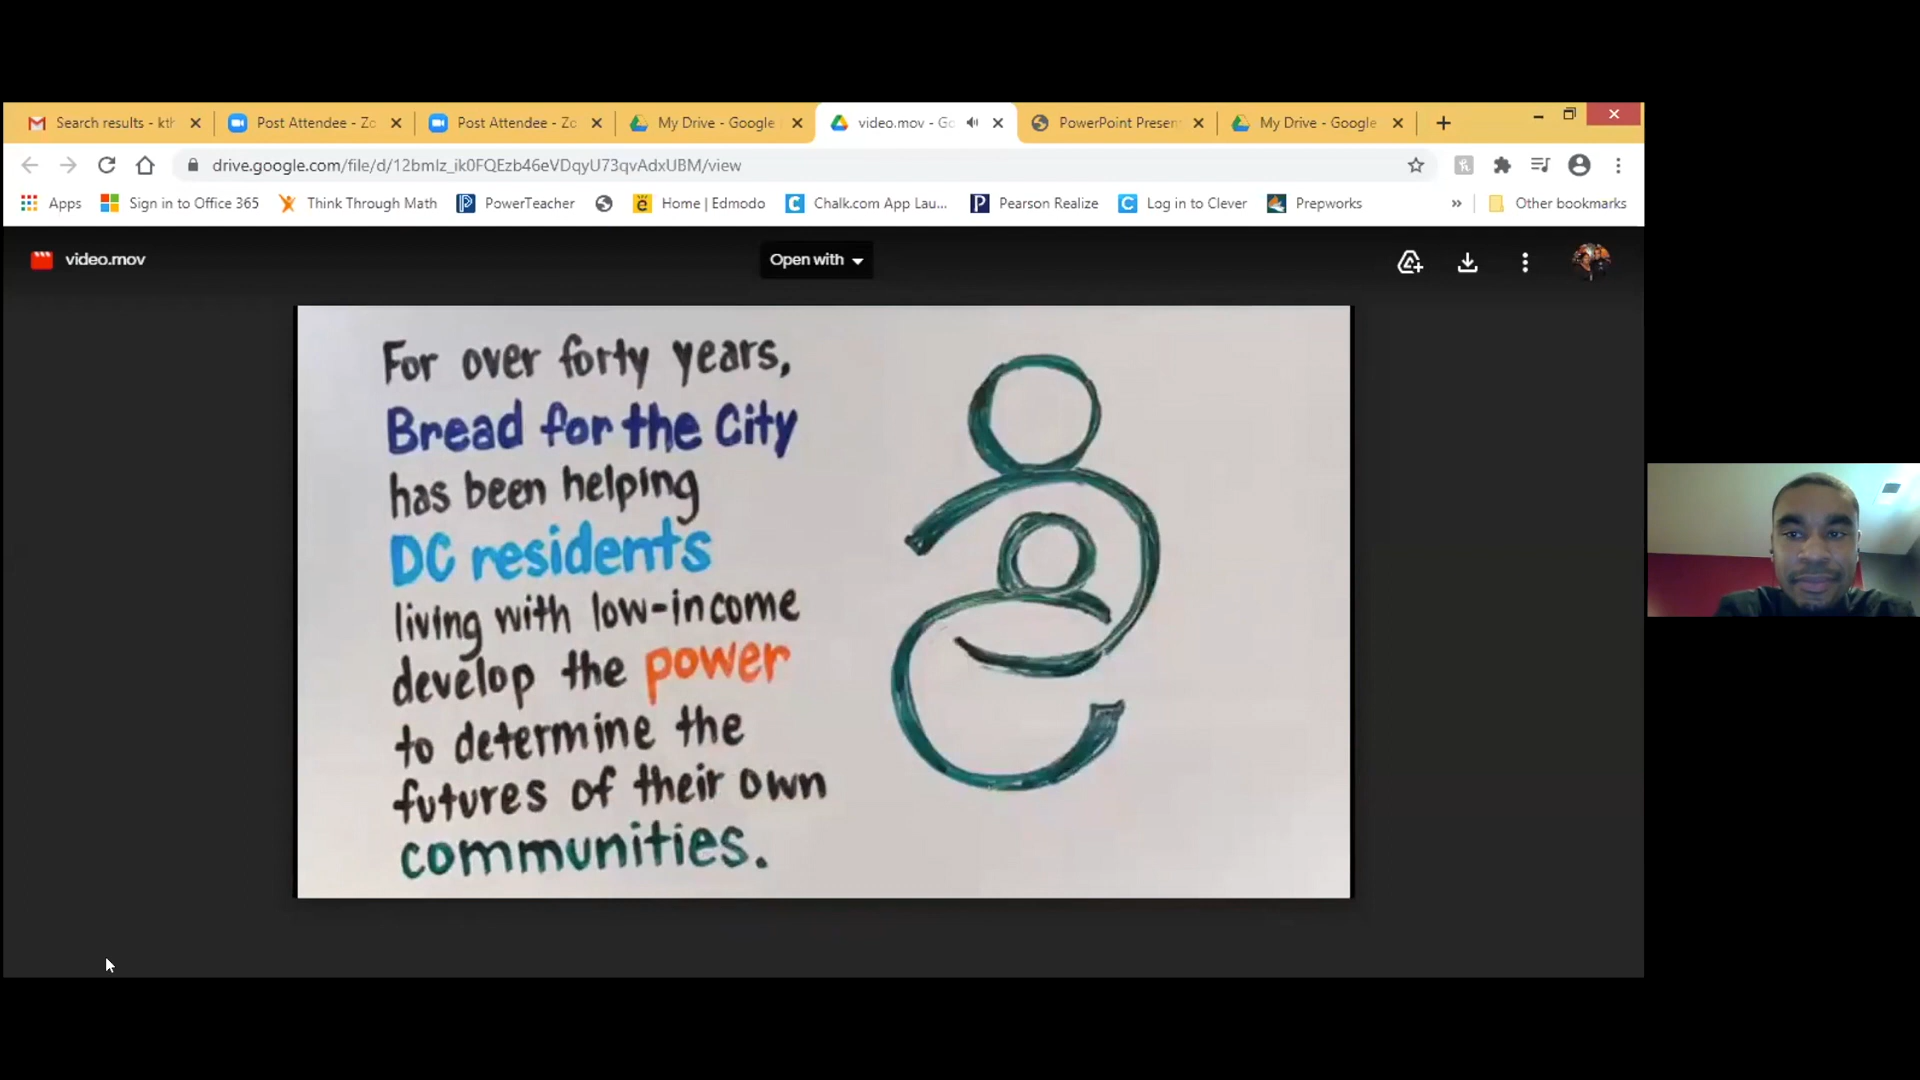 Search results - kth
Post Attendee - Zo
Post Attendee - Zo
My Drive - Google
video.mov - Go
PowerPoint Presen
My Drive - Google
drive.google.com/file/d/12bmIz_ik0FQEzb46eVDqyU73qvAdxUBM/view
Apps
Sign in to Office 365
Think Through Math
PowerTeacher
Home | Edmodo
Chalk.com App Lau...
Pearson Realize
Log in to Clever
Prepworks
»
Other bookmarks
video.mov
Open with
For over forty years,
Bread for the City
has been helping
DC residents
living with low-income
develop the power
to determine the
futures of their own
communities.